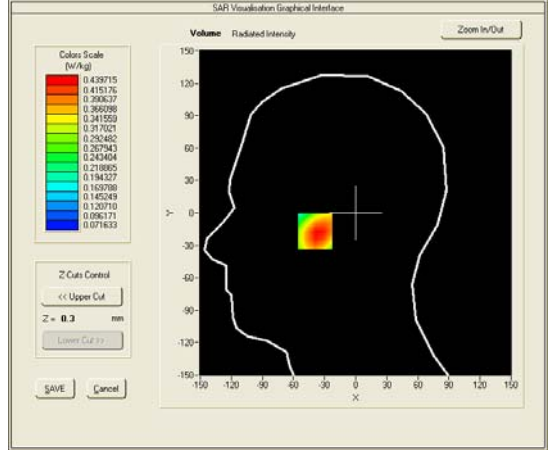 SAR Visualisation Graphical Interface
Volume Radiated Intensity
Zoom In/Out
Colors Scale
(W/kg)
0.439715
0.415176
0.390637
0.366098
0.341559
0.317021
0.292482
0.267943
0.243404
0.218865
0.194327
0.169788
0.145249
0.120710
0.096171
0.071633
Z-Cuts Control
<< Upper Cut
Z = 0.3 mm
Lower Cut >>
SAVE Cancel
150
120
90
60
30
0
-30
-60
-90
-120
-150
Y
-150 -120 -90 -60 -30 0 30 60 90 120 150
X